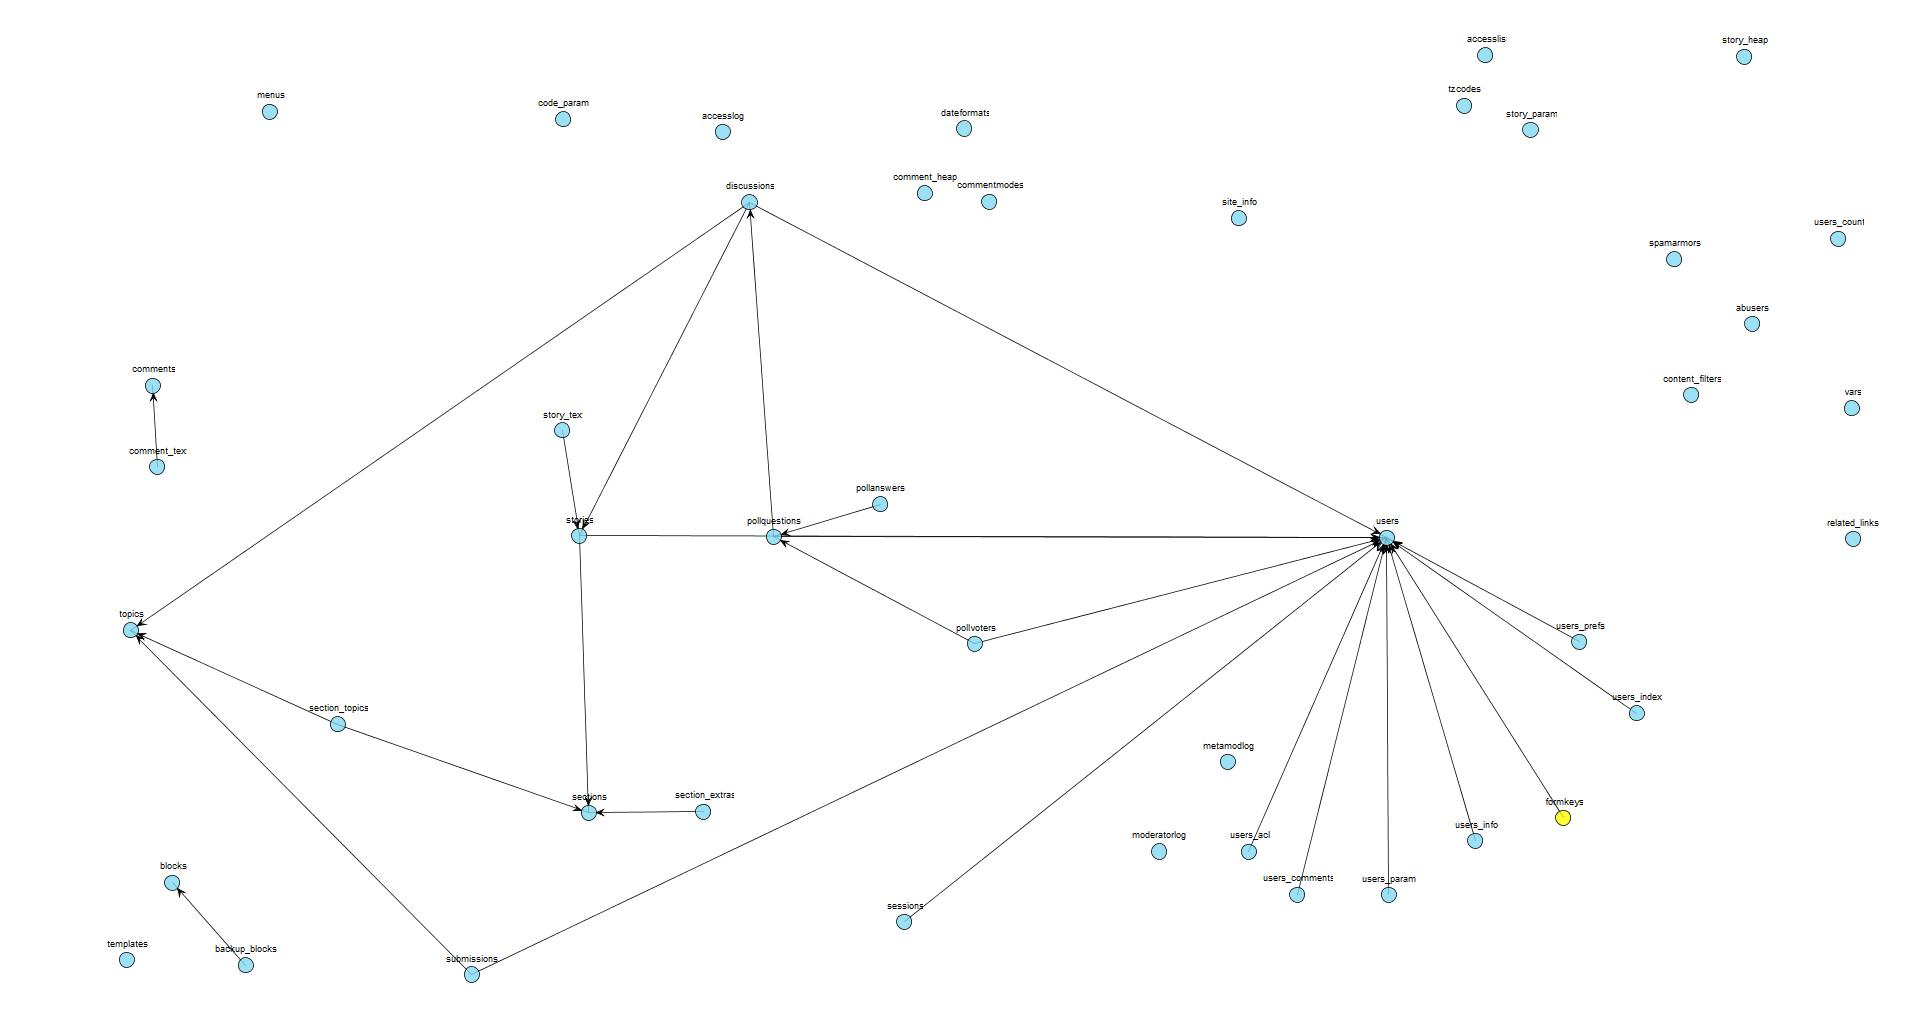 accesslis
story_heap
menus
code_param
tzcodes
accesslog
dateformats
story_param
discussions
comment_heap
commentmodes
site_info
users_count
spamarmors
abusers
comments
content_filters
vars
story_tex
comment_tex
pollanswers
stories
pollquestions
users
related_links
topics
pollvoters
users_prefs
section_topics
users_index
metamodlog
sections
section_extras
formkeys
moderatorlog
users_acl
users_info
blocks
users_comments
users_param
sessions
templates
backup_blocks
submissions